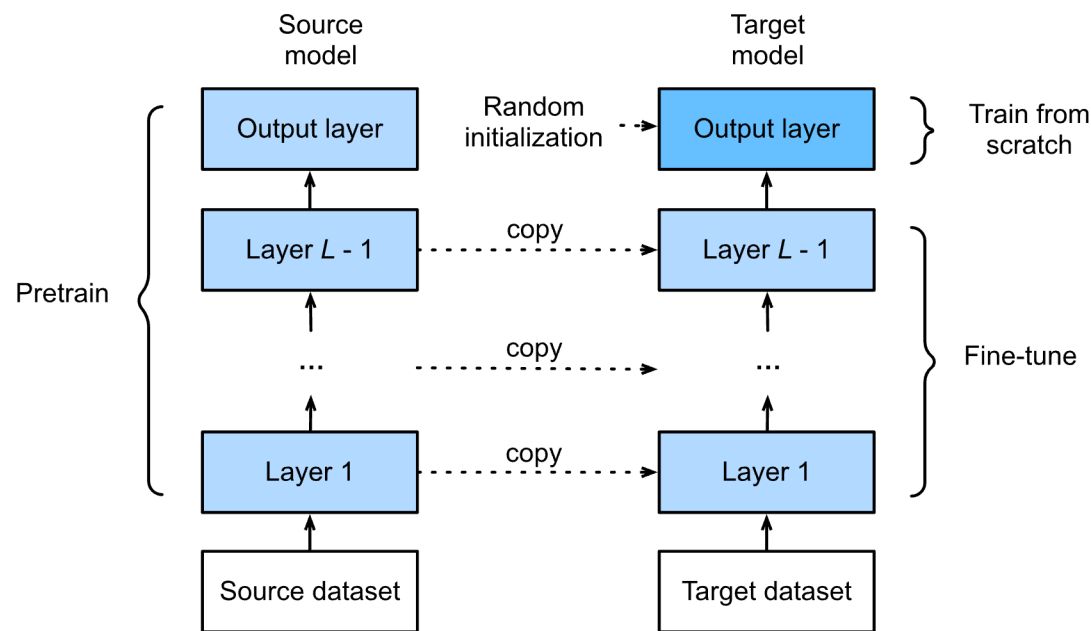 Source
model
Target
model
Output layer
Random
initialization
Output layer
Train from
scratch
Layer L - 1
copy
Layer L - 1
Pretrain
...
copy
...
Fine-tune
Layer 1
copy
Layer 1
Source dataset
Target dataset